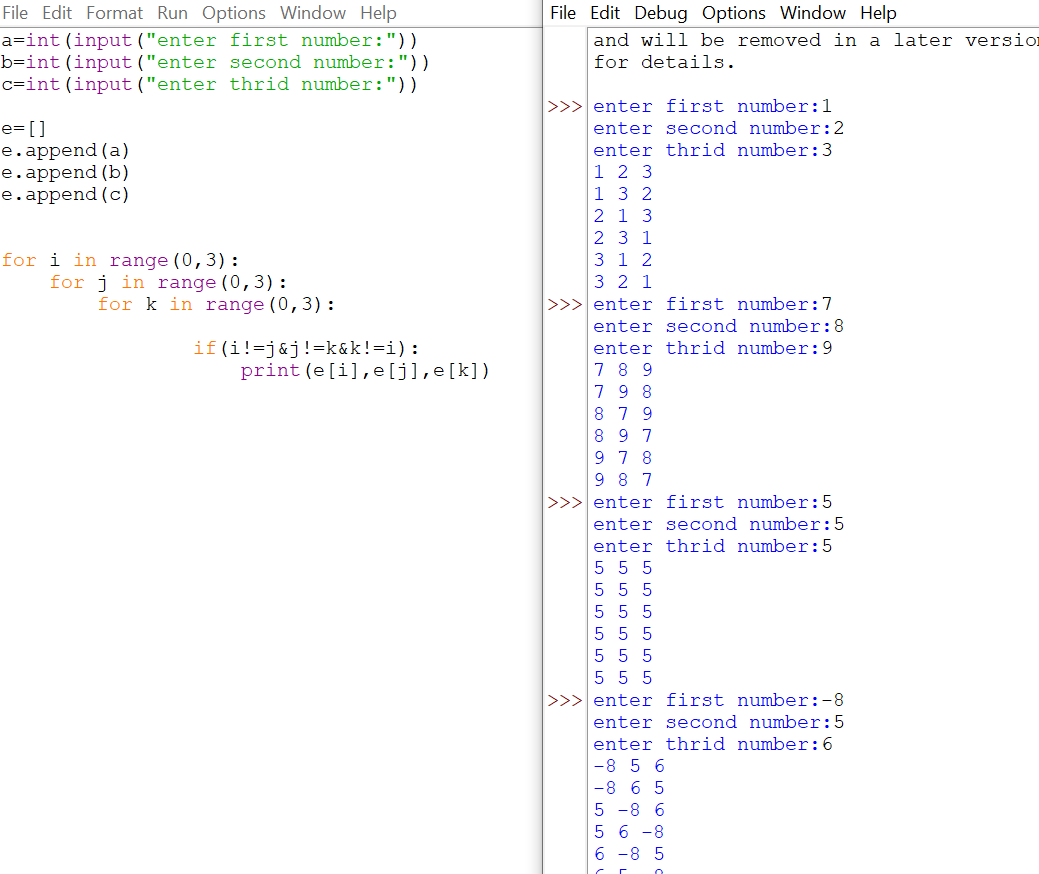 File Edit Format Run Options Window Help
a=int(input("enter first number:"))
b=int(input("enter second number:"))
c=int(input("enter thrid number:"))
e=[]
e.append(a)
e.append(b)
e.append(c)
for i in range(0,3):
    for j in range(0,3):
        for k in range(0,3):
                if(i!=j&j!=k&k!=i):
                    print(e[i],e[j],e[k])
File Edit Debug Options Window Help
and will be removed in a later
for details.
>>> enter first number:1
enter second number:2
enter thrid number:3
1 2 3
1 3 2
2 1 3
2 3 1
3 1 2
3 2 1
>>> enter first number:7
enter second number:8
enter thrid number:9
7 8 9
7 9 8
8 7 9
8 9 7
9 7 8
9 8 7
>>> enter first number:5
enter second number:5
enter thrid number:5
5 5 5
5 5 5
5 5 5
5 5 5
5 5 5
5 5 5
>>> enter first number:-8
enter second number:5
enter thrid number:6
-8 5 6
-8 6 5
5 -8 6
5 6 -8
6 -8 5